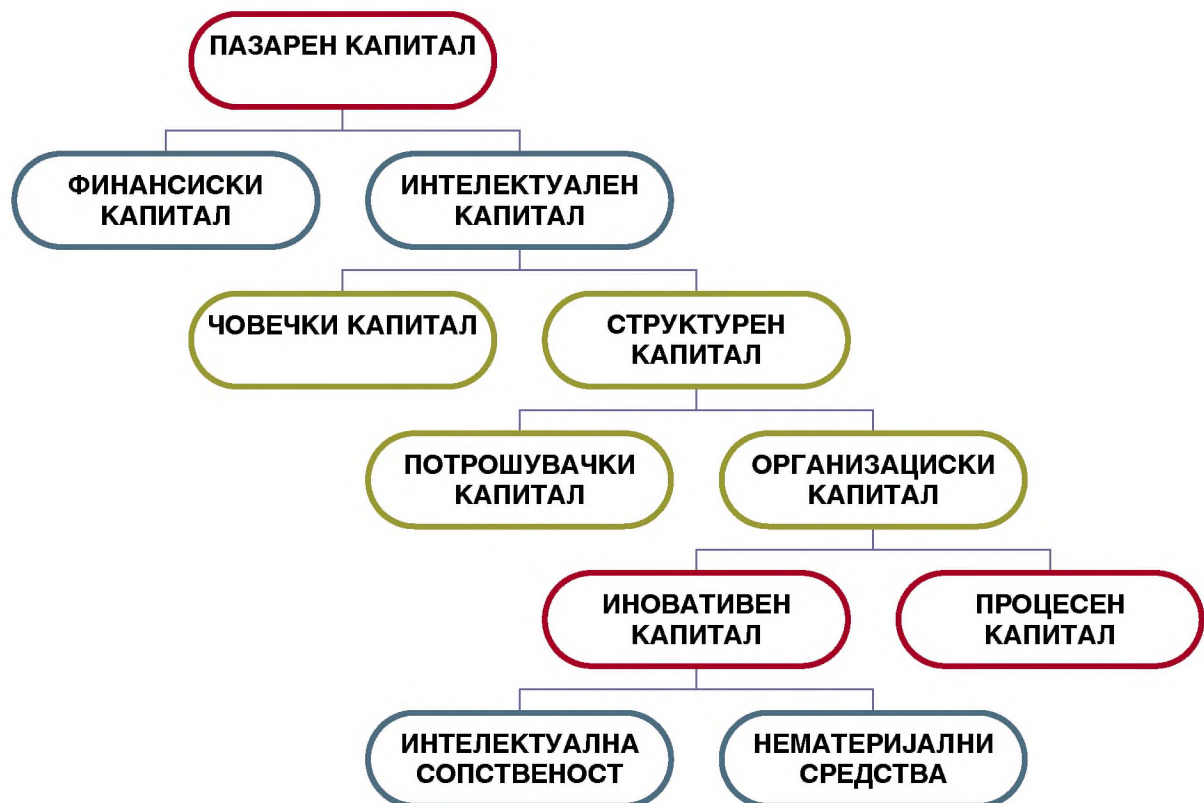 ПАЗАРЕН КАПИТАЛ
ФИНАНСИСКИ
КАПИТАЛ
ИНТЕЛЕКТУАЛЕН
КАПИТАЛ
ЧОВЕЧКИ КАПИТАЛ
СТРУКТУРЕН
КАПИТАЛ
ПОТРОШУВАЧКИ
КАПИТАЛ
ОРГАНИЗАЦИСКИ
КАПИТАЛ
ИНОВАТИВЕН
КАПИТАЛ
ПРОЦЕСЕН
КАПИТАЛ
ИНТЕЛЕКТУАЛНА
СОПСТВЕНОСТ
НЕМАТЕРИЈАЛНИ
СРЕДСТВА